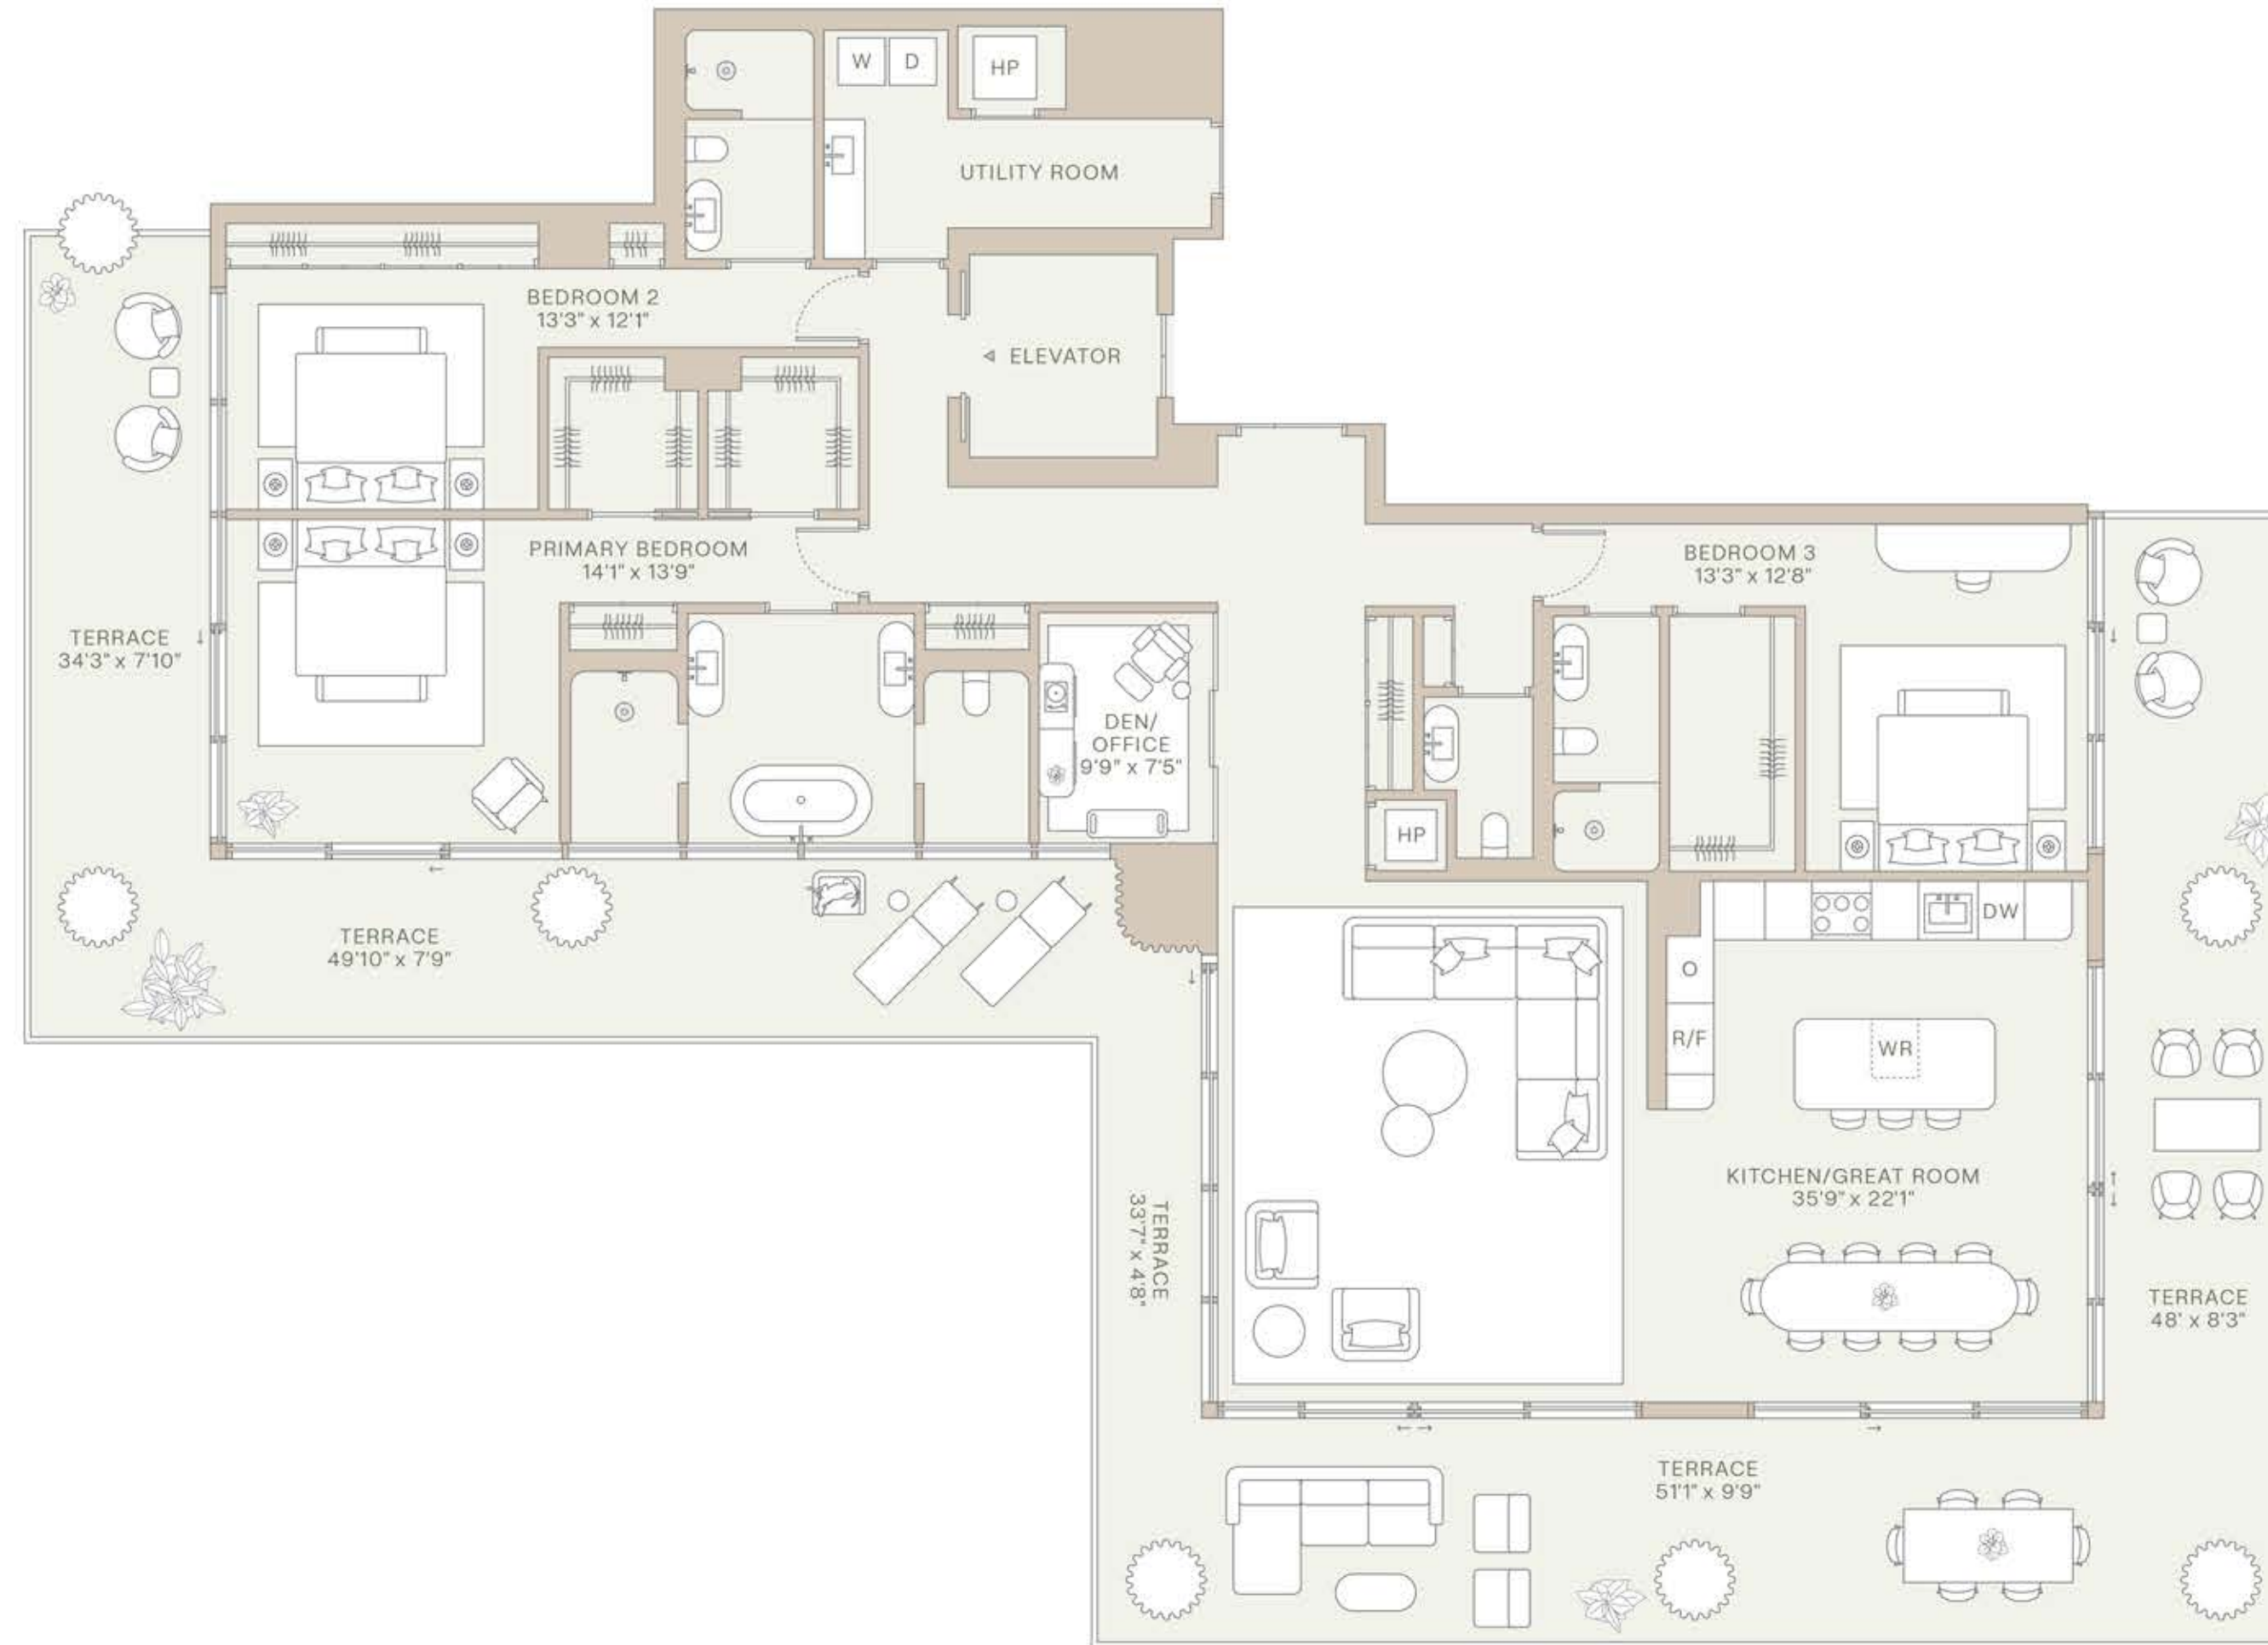 W
D
HP
UTILITY ROOM
BEDROOM 2
13'3" x 12'1"
ELEVATOR
PRIMARY BEDROOM
14'1" x 13'9"
BEDROOM 3
13'3" x 12'8"
TERRACE
34'3" x 7'10"
DEN/
OFFICE
9'9" x 7'5"
HP
TERRACE
49'10" x 7'9"
DW
O
R/F
WR
KITCHEN/GREAT ROOM
35'9" x 22'1"
TERRACE
33'7" x 4'8"
TERRACE
48' x 8'3"
TERRACE
51'1" x 9'9"